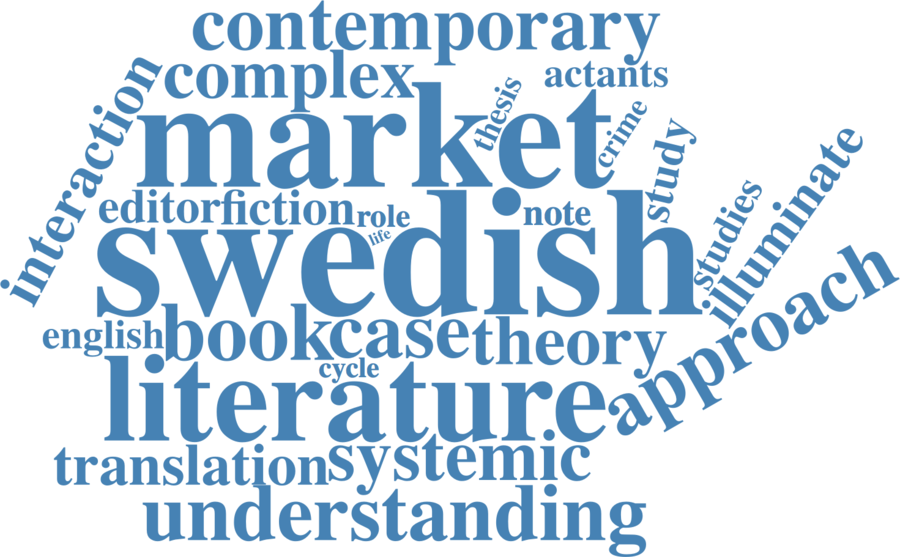 contemporary
complex
actants
interaction
market
thesis
crime
study
editor
fiction
role
life
note
swedish
studies
illuminate
english
book
case
theory
approach
cycle
literature
translation
systemic
understanding